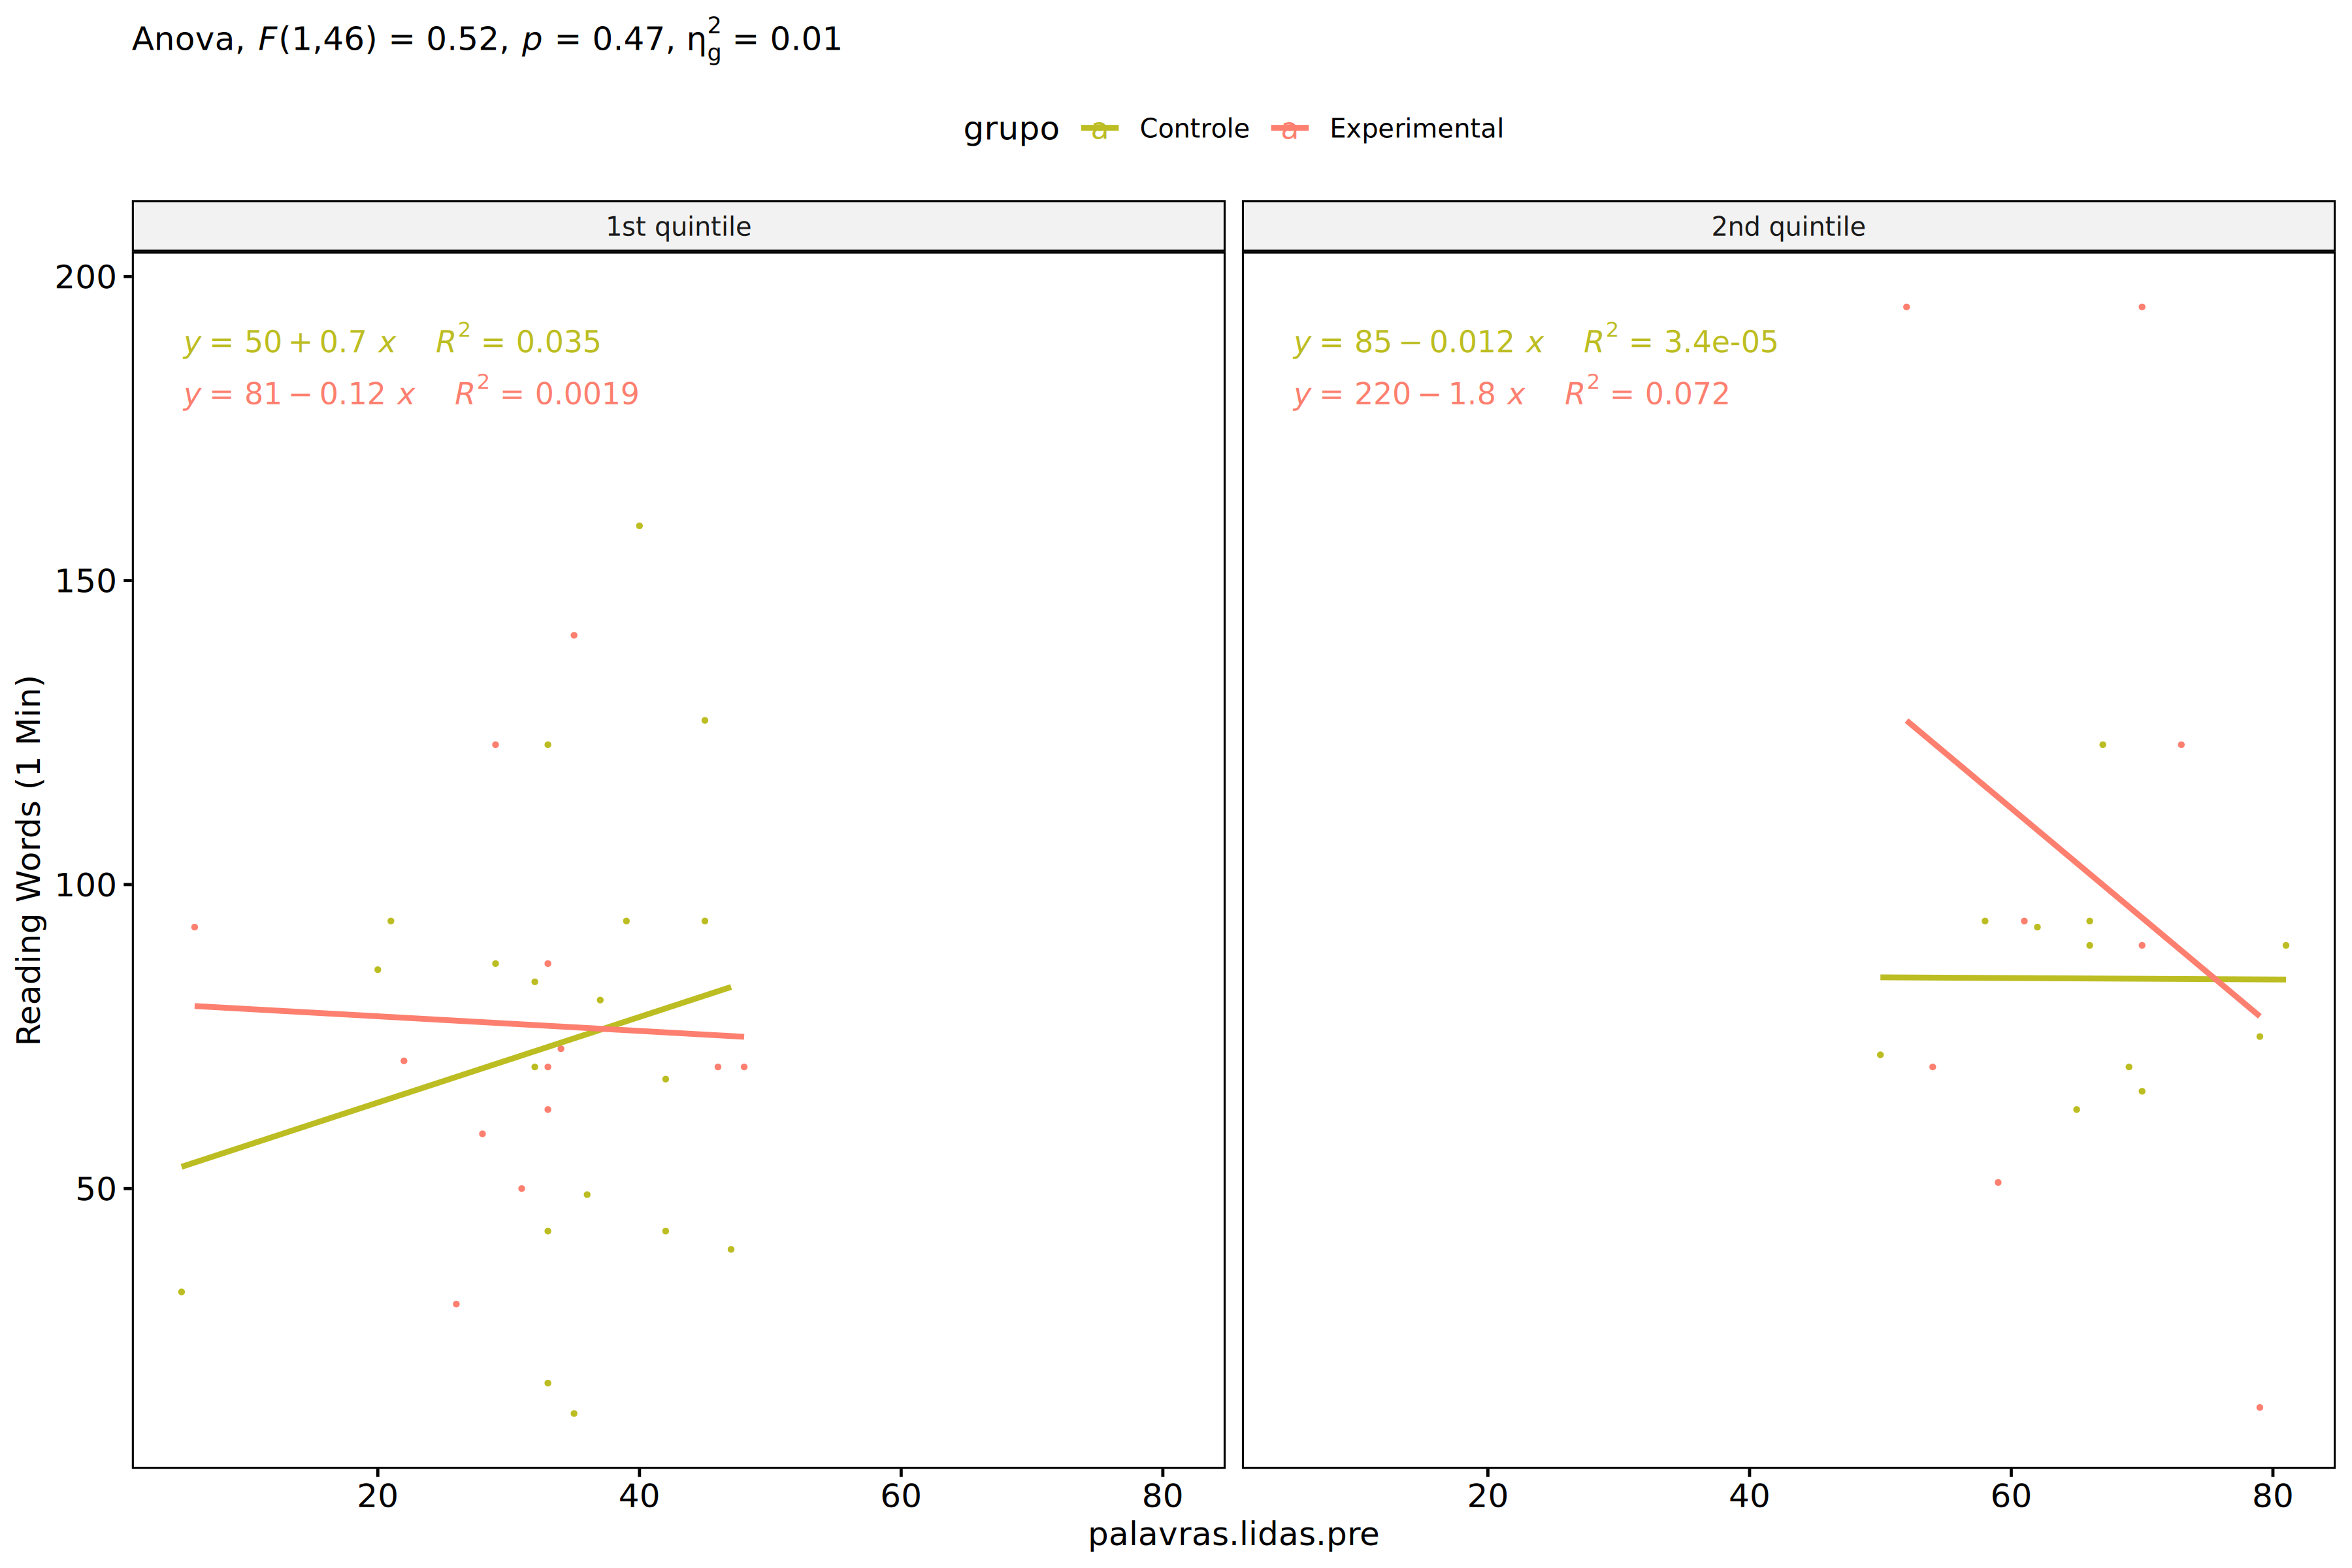 Anova, F(1,46) = 0.52, p = 0.47, η²g = 0.01
grupo a Controle a Experimental
1st quintile 2nd quintile
y = 50 + 0.7 x R² = 0.035
y = 81 − 0.12 x R² = 0.0019
y = 85 − 0.012 x R² = 3.4e-05
y = 220 − 1.8 x R² = 0.072
Reading Words (1 Min)
200
150
100
50
20 40 60 80 20 40 60 80
palavras.lidas.pre